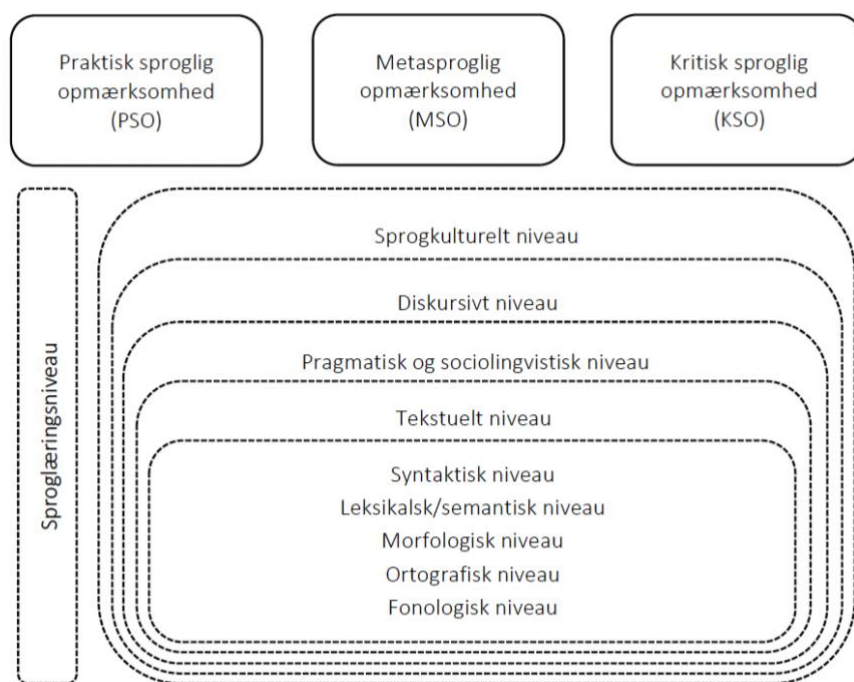 Praktisk sproglig
opmærksomhed
(PSO)
Metasproglig
opmærksomhed
(MSO)
Kritisk sproglig
opmærksomhed
(KSO)
Sproglæringsniveau
Sprogkulturelt niveau
Diskursivt niveau
Pragmatisk og sociolingvistisk niveau
Tekstuelt niveau
Syntaktisk niveau
Leksikalsk/semantisk niveau
Morfologisk niveau
Ortografisk niveau
Fonologisk niveau